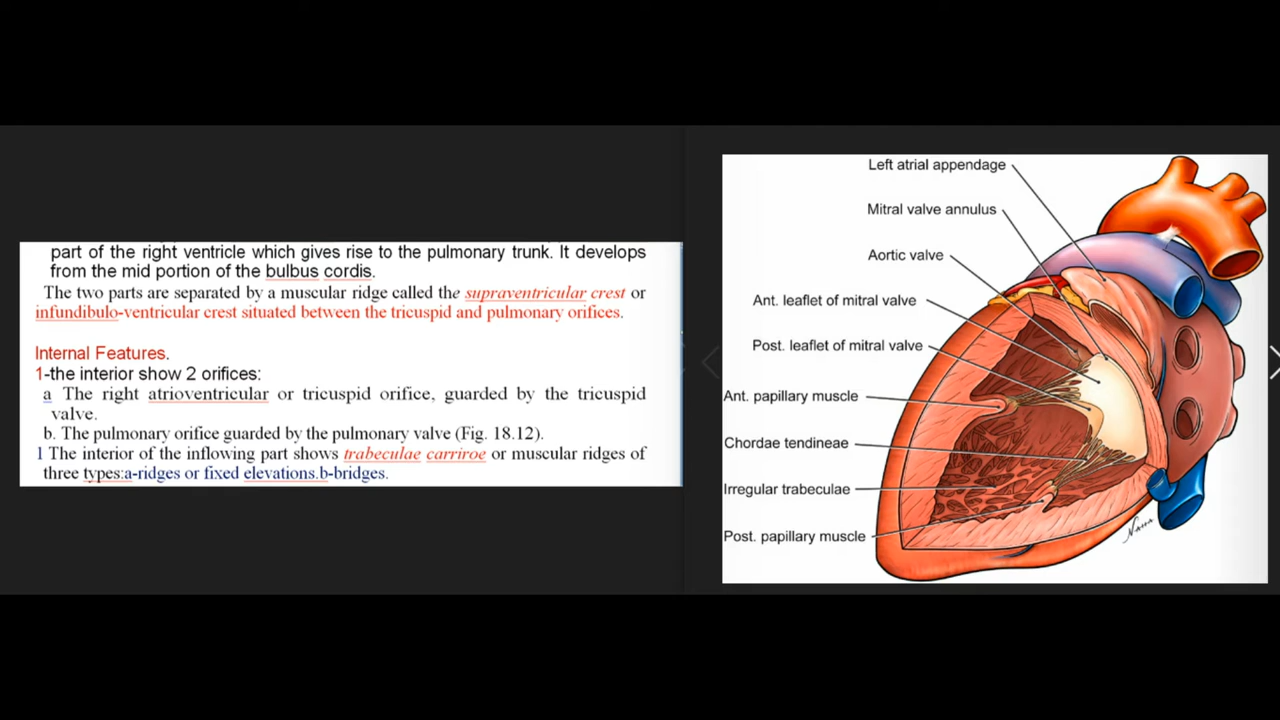 part of the right ventricle which gives rise to the pulmonary trunk. It develops
from the mid portion of the bulbus cordis.
The two parts are separated by a muscular ridge called the supraventricular crest or
infundibulo-ventricular crest situated between the tricuspid and pulmonary orifices.
Internal Features.
1-the interior show 2 orifices:
a The right atrioventricular or tricuspid orifice, guarded by the tricuspid
valve.
b. The pulmonary orifice guarded by the pulmonary valve (Fig. 18.12).
1 The interior of the inflowing part shows trabeculae carriroe or muscular ridges of
three types:a-ridges or fixed elevations.b-bridges.
Left atrial appendage
Mitral valve annulus
Aortic valve
Ant. leaflet of mitral valve
Post. leaflet of mitral valve
Ant. papillary muscle
Chordae tendineae
Irregular trabeculae
Post. papillary muscle